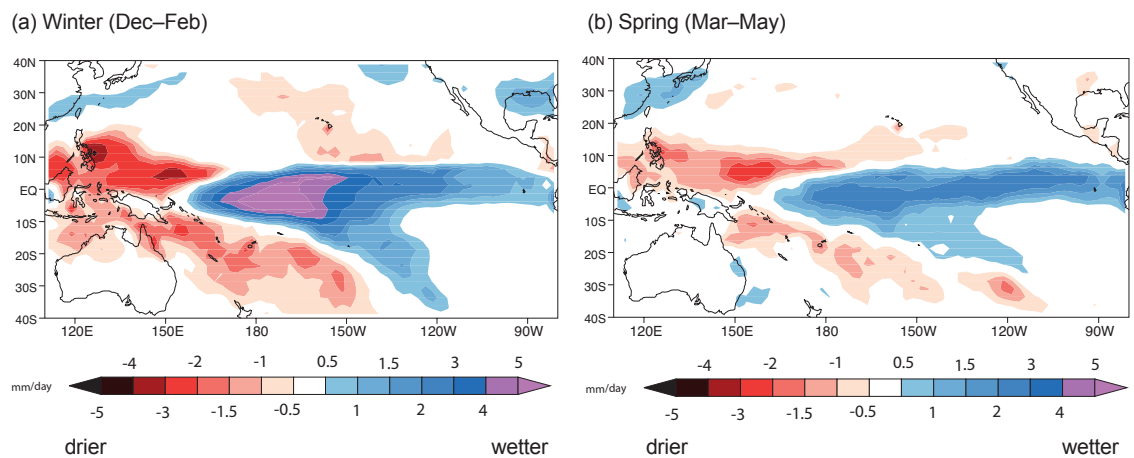 (a) Winter (Dec–Feb)
40N
30N
20N
10N
EQ
10S
20S
30S
40S
120E 150E 180 150W 120W 90W
-4 -2 -1 0.5 1.5 3 5
mm/day
-5 -3 -1.5 -0.5 1 2 4
drier wetter
(b) Spring (Mar–May)
40N
30N
20N
10N
EQ
10S
20S
30S
40S
120E 150E 180 150W 120W 90W
-4 -2 -1 0.5 1.5 3 5
mm/day
-5 -3 -1.5 -0.5 1 2 4
drier wetter